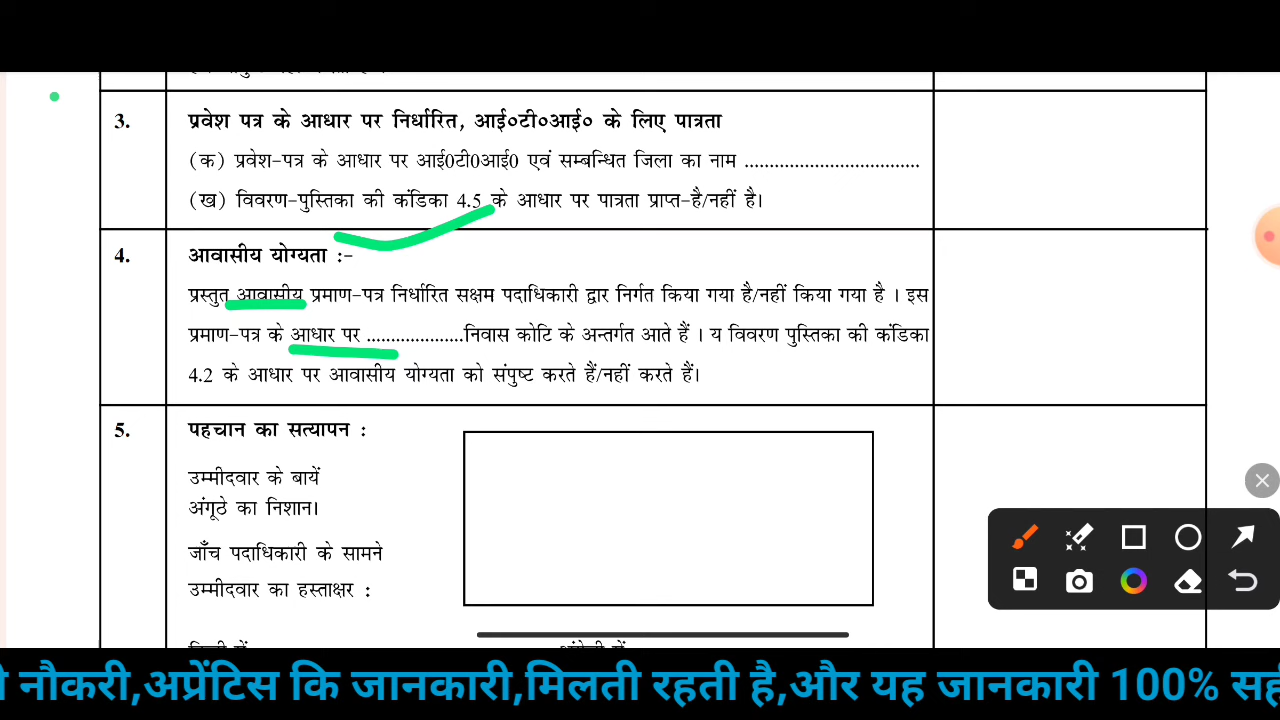 3.
प्रवेश पत्र के आधार पर निर्धारित, आई०टी०आई० के लिए पात्रता
(क) प्रवेश-पत्र के आधार पर आई0टी0आई0 एवं सम्बन्धित जिला का नाम ..................................
(ख) विवरण-पुस्तिका की कंडिका 4.5 के आधार पर पात्रता प्राप्त-है/नहीं है।
4.
आवासीय योग्यता :-
प्रस्तुत आवासीय प्रमाण-पत्र निर्धारित सक्षम पदाधिकारी द्वार निर्गत किया गया है/नहीं किया गया है । इस
प्रमाण-पत्र के आधार पर ...................निवास कोटि के अन्तर्गत आते हैं । य विवरण पुस्तिका की कंडिका
4.2 के आधार पर आवासीय योग्यता को संपुष्ट करते हैं/नहीं करते हैं।
5.
पहचान का सत्यापन :
उम्मीदवार के बायें
अंगूठे का निशान।
जाँच पदाधिकारी के सामने
उम्मीदवार का हस्ताक्षर :
नौकरी,अप्रेंटिस कि जानकारी,मिलती रहती है,और यह जानकारी 100%